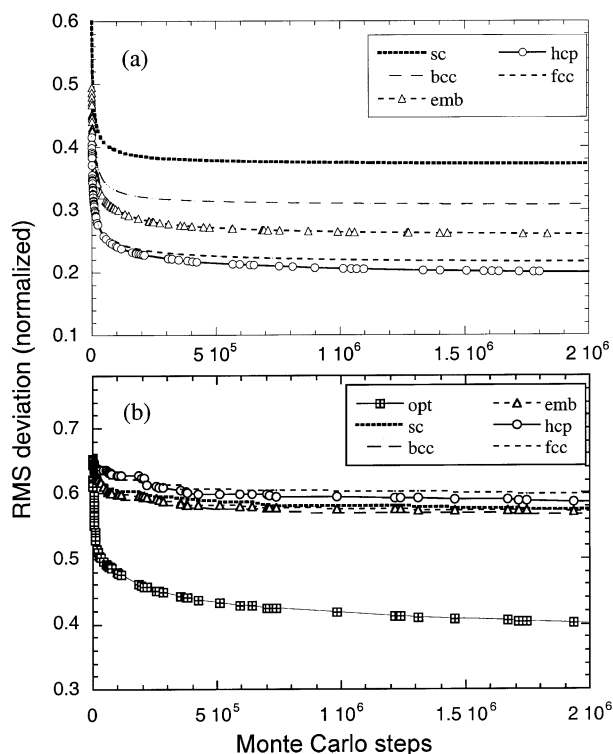 0.6
(a)
sc
hcp
bcc
fcc
emb
0.5
0.4
0.3
0.2
0.1
0
5 10⁵
1 10⁶
1.5 10⁶
2 10⁶
RMS deviation (normalized)
(b)
opt
emb
sc
hcp
bcc
fcc
0.7
0.6
0.5
0.4
0.3
0
5 10⁵
1 10⁶
1.5 10⁶
2 10⁶
Monte Carlo steps